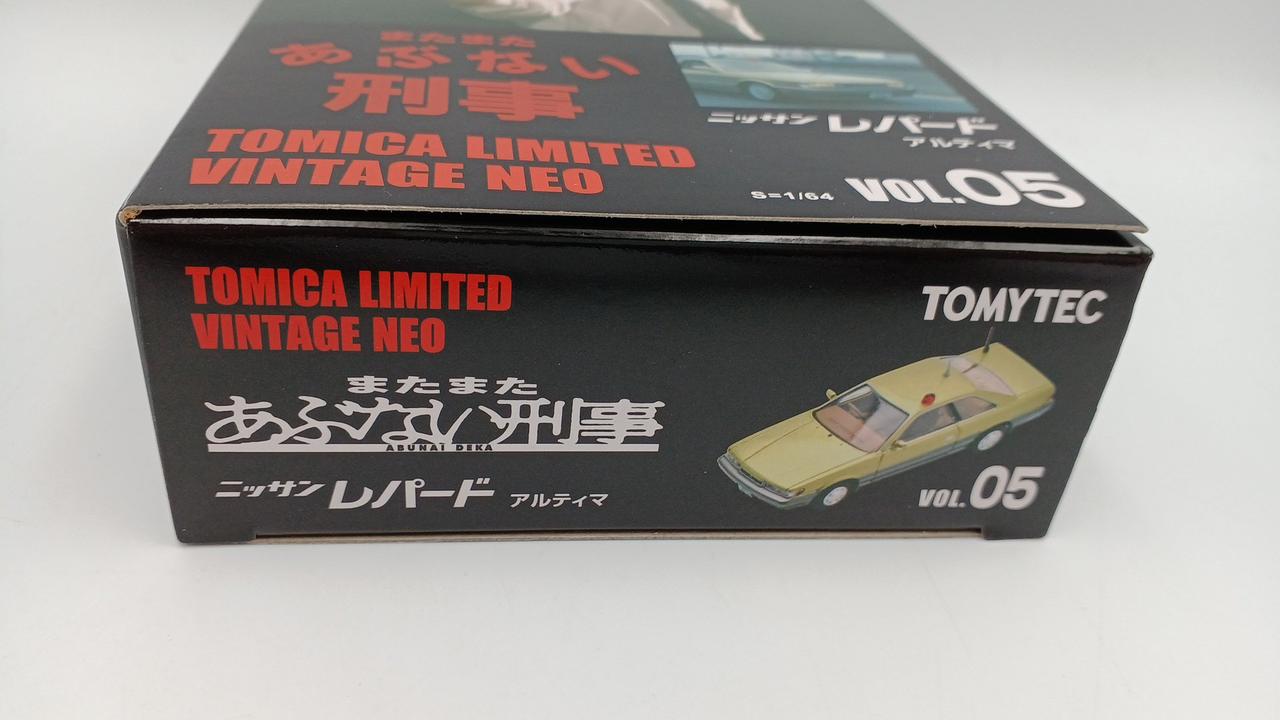 またまた
あぶない
刑事
TOMICA LIMITED
VINTAGE NEO
ニッサン レパード
アルティマ
S=1/64 VOL.05
TOMICA LIMITED
VINTAGE NEO
TOMYTEC
またまた
あぶない刑事
ABUNAI DEKA
ニッサン レパード アルティマ
VOL.05